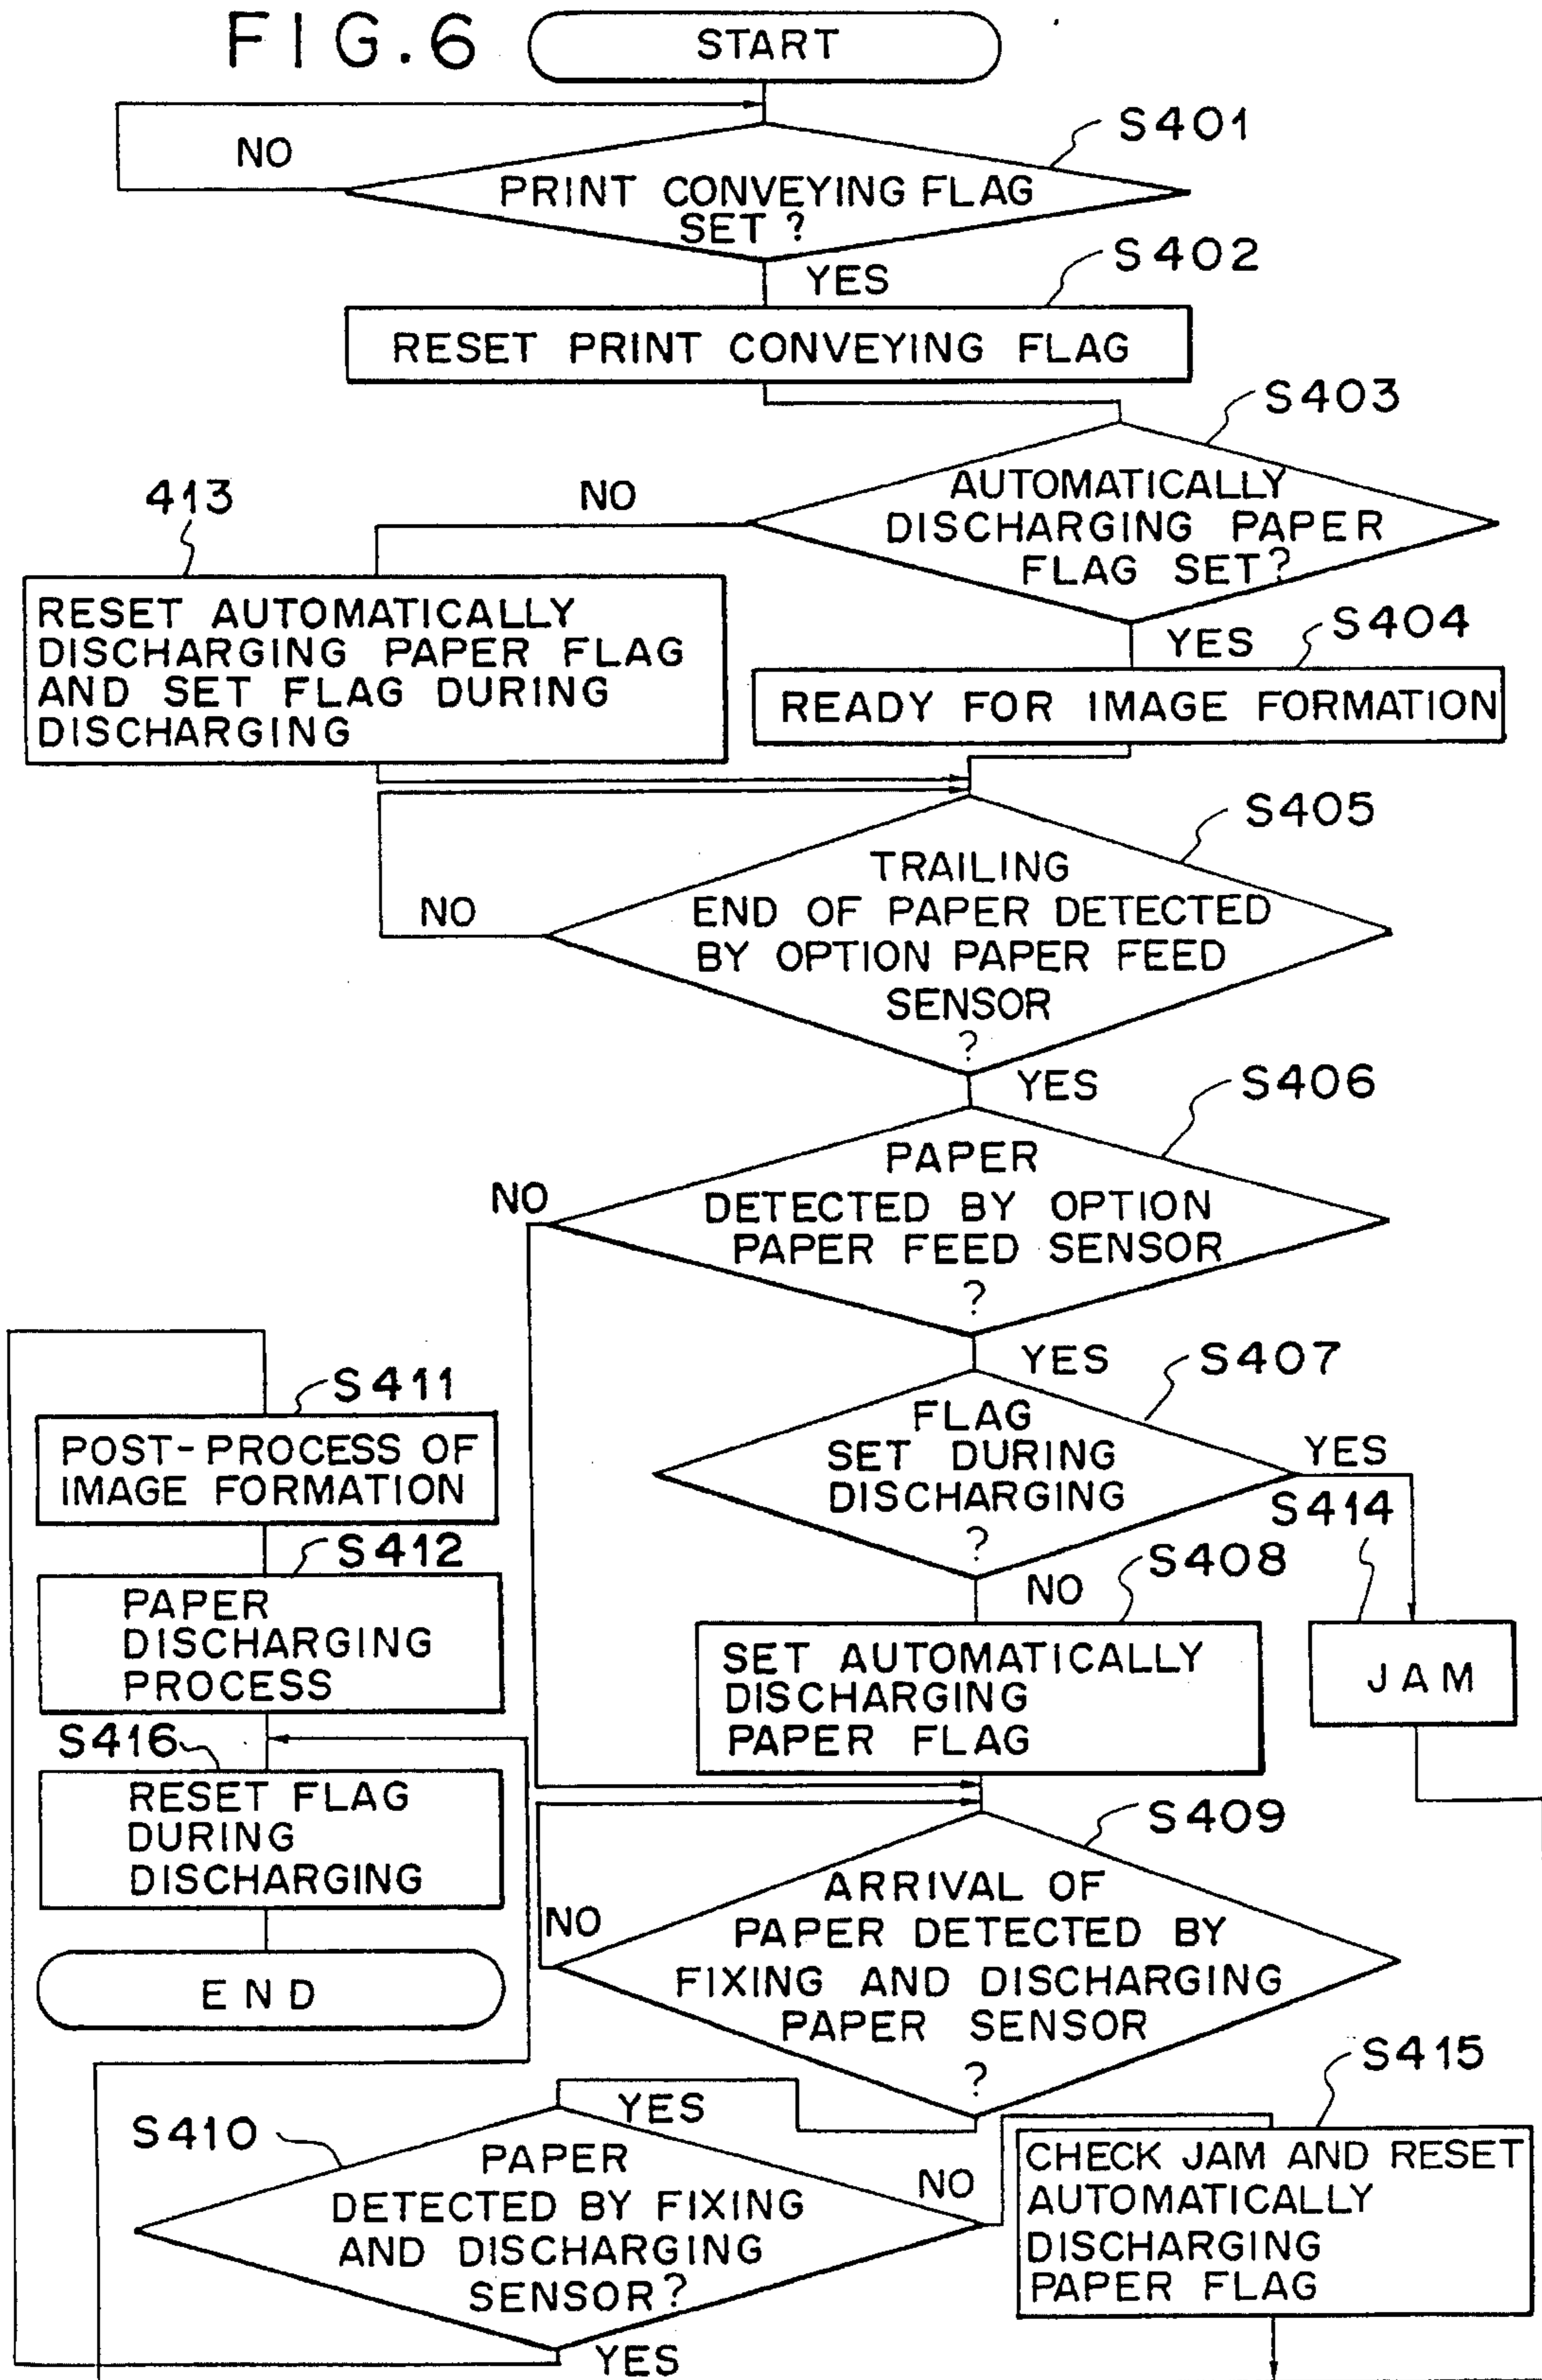 FIG.6
START
S401
NO
PRINT CONVEYING FLAG
SET ?
S402
YES
RESET PRINT CONVEYING FLAG
S403
AUTOMATICALLY
DISCHARGING PAPER
FLAG SET?
NO
413
RESET AUTOMATICALLY
DISCHARGING PAPER FLAG
AND SET FLAG DURING
DISCHARGING
YES
S404
READY FOR IMAGE FORMATION
S405
TRAILING
END OF PAPER DETECTED
BY OPTION PAPER FEED
SENSOR
?
NO
YES
S406
PAPER
DETECTED BY OPTION
PAPER FEED SENSOR
?
NO
YES
S407
FLAG
SET DURING
DISCHARGING
?
YES
S414
JAM
NO
S408
SET AUTOMATICALLY
DISCHARGING
PAPER FLAG
S409
ARRIVAL OF
PAPER DETECTED BY
FIXING AND DISCHARGING
PAPER SENSOR
?
NO
YES
S410
PAPER
DETECTED BY FIXING
AND DISCHARGING
SENSOR?
NO
S415
CHECK JAM AND RESET
AUTOMATICALLY
DISCHARGING
PAPER FLAG
YES
S411
POST-PROCESS OF
IMAGE FORMATION
S412
PAPER
DISCHARGING
PROCESS
S416
RESET FLAG
DURING
DISCHARGING
END